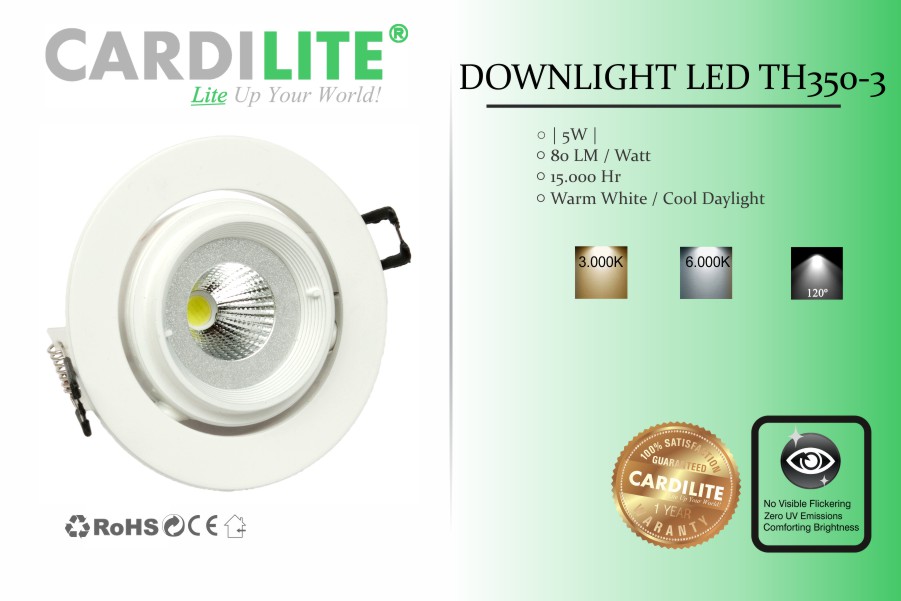 CARDILITE®
Lite Up Your World!
DOWNLIGHT LED TH350-3
| 5W |
80 LM / Watt
15.000 Hr
Warm White / Cool Daylight
3.000K
6.000K
120º
100% SATISFACTION
GUARANTEED
CARDILITE
Lite Up Your World!
1 YEAR
WARANTY
No Visible Flickering
Zero UV Emissions
Comforting Brightness
RoHS CE